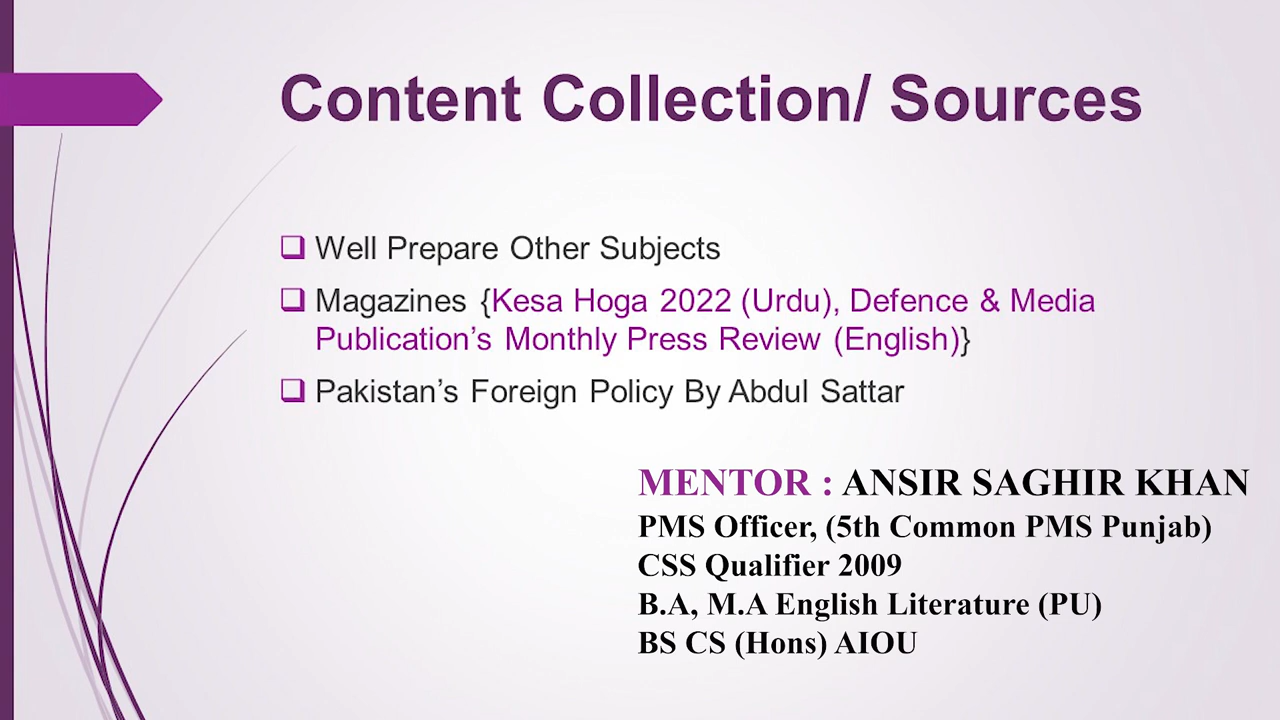 Content Collection/ Sources
❑ Well Prepare Other Subjects
❑ Magazines {Kesa Hoga 2022 (Urdu), Defence & Media
Publication’s Monthly Press Review (English)}
❑ Pakistan’s Foreign Policy By Abdul Sattar
MENTOR : ANSIR SAGHIR KHAN
PMS Officer, (5th Common PMS Punjab)
CSS Qualifier 2009
B.A, M.A English Literature (PU)
BS CS (Hons) AIOU